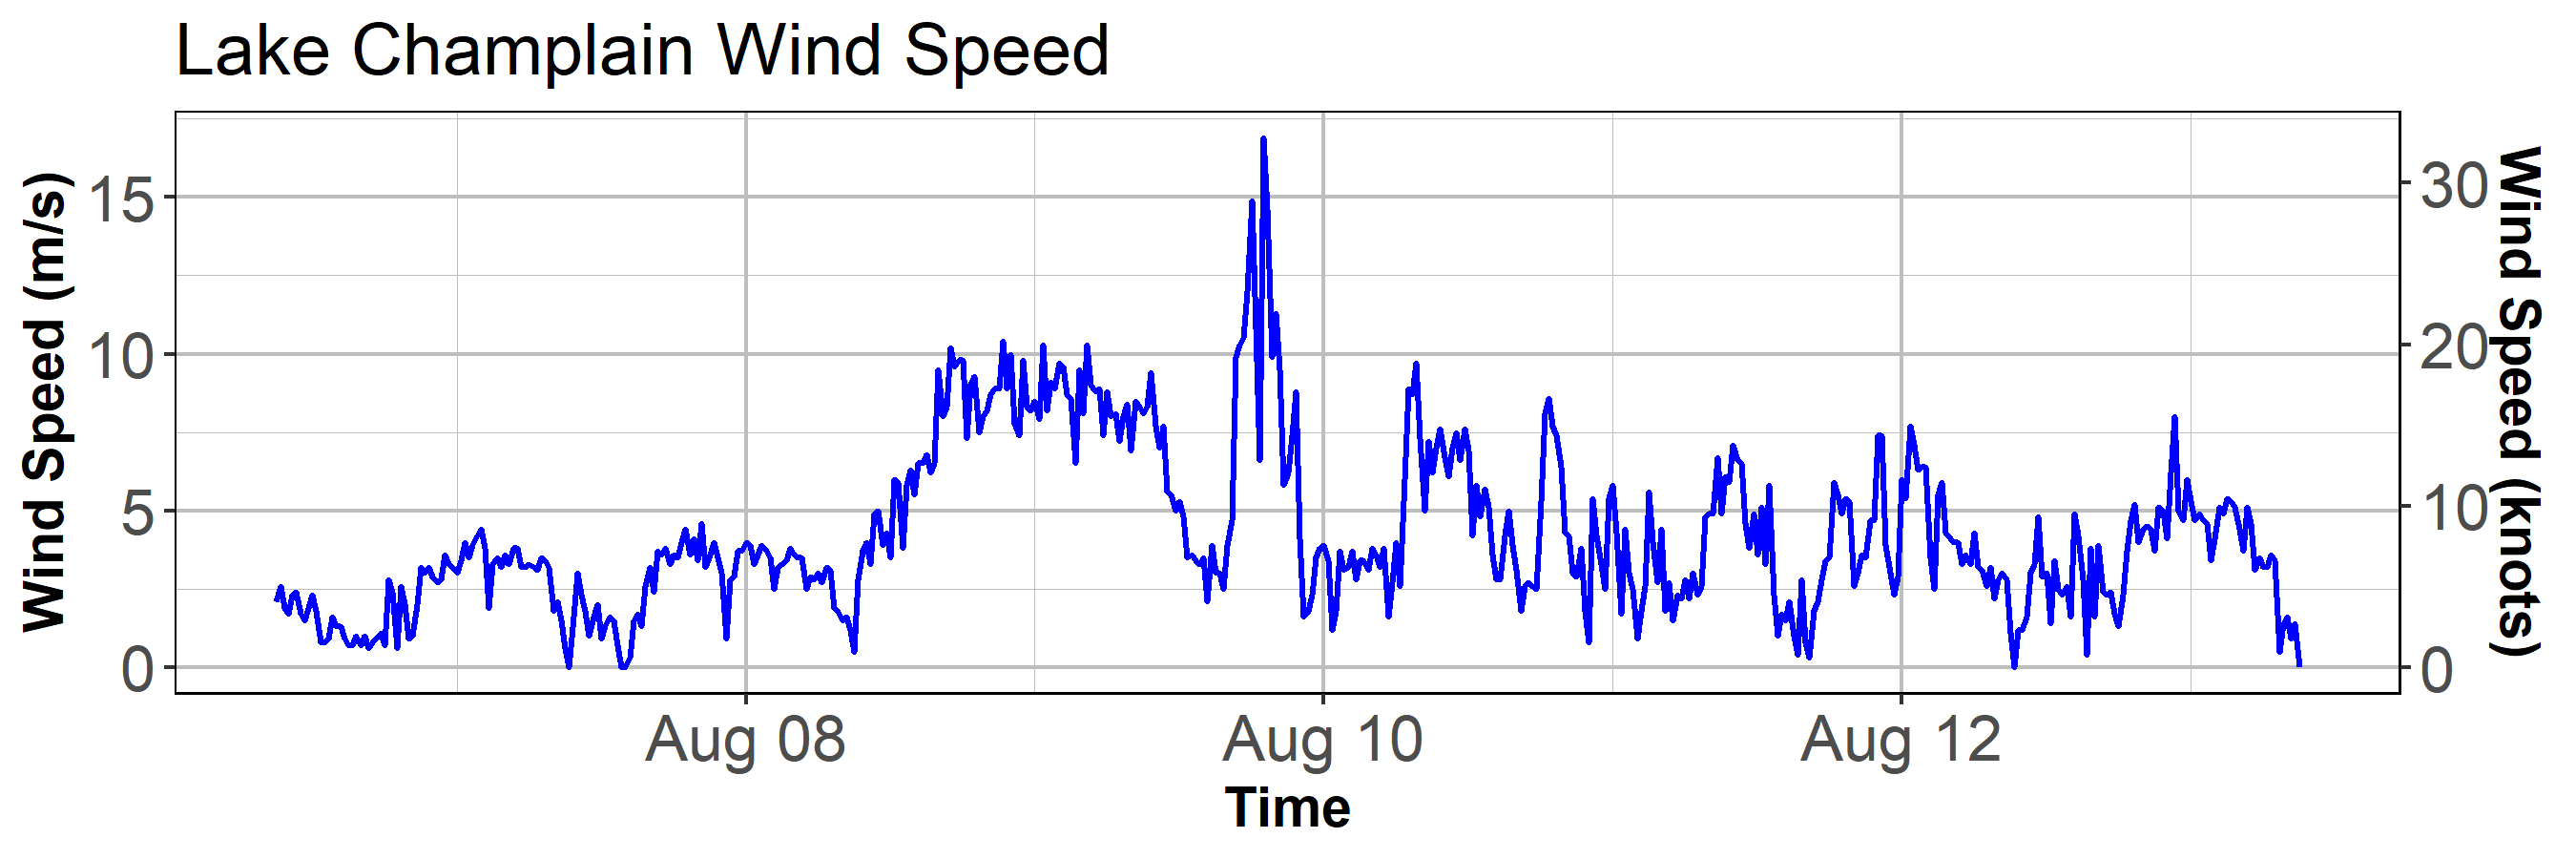 Lake Champlain Wind Speed
Wind Speed (m/s)
15
10
5
0
30
20
10
0
Wind Speed (knots)
Aug 08
Aug 10
Aug 12
Time